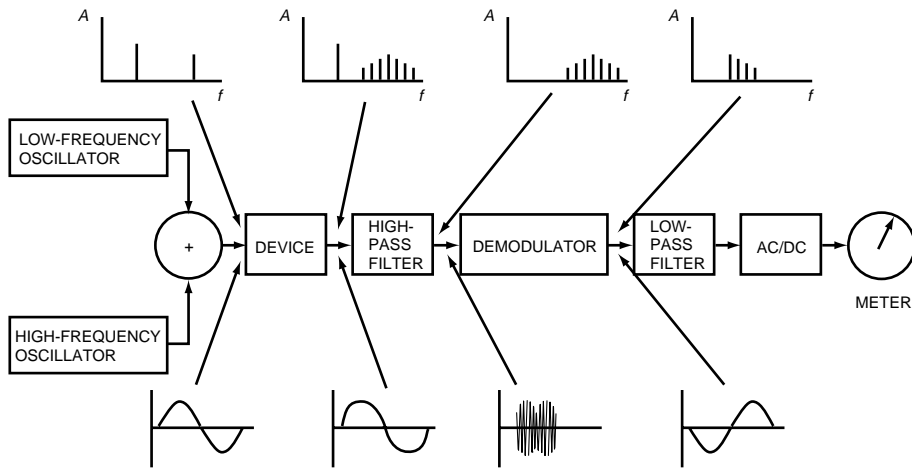 A
A
A
A
f
f
f
f
LOW-FREQUENCY
OSCILLATOR
+
DEVICE
HIGH-
PASS
FILTER
DEMODULATOR
LOW-
PASS
FILTER
AC/DC
METER
HIGH-FREQUENCY
OSCILLATOR